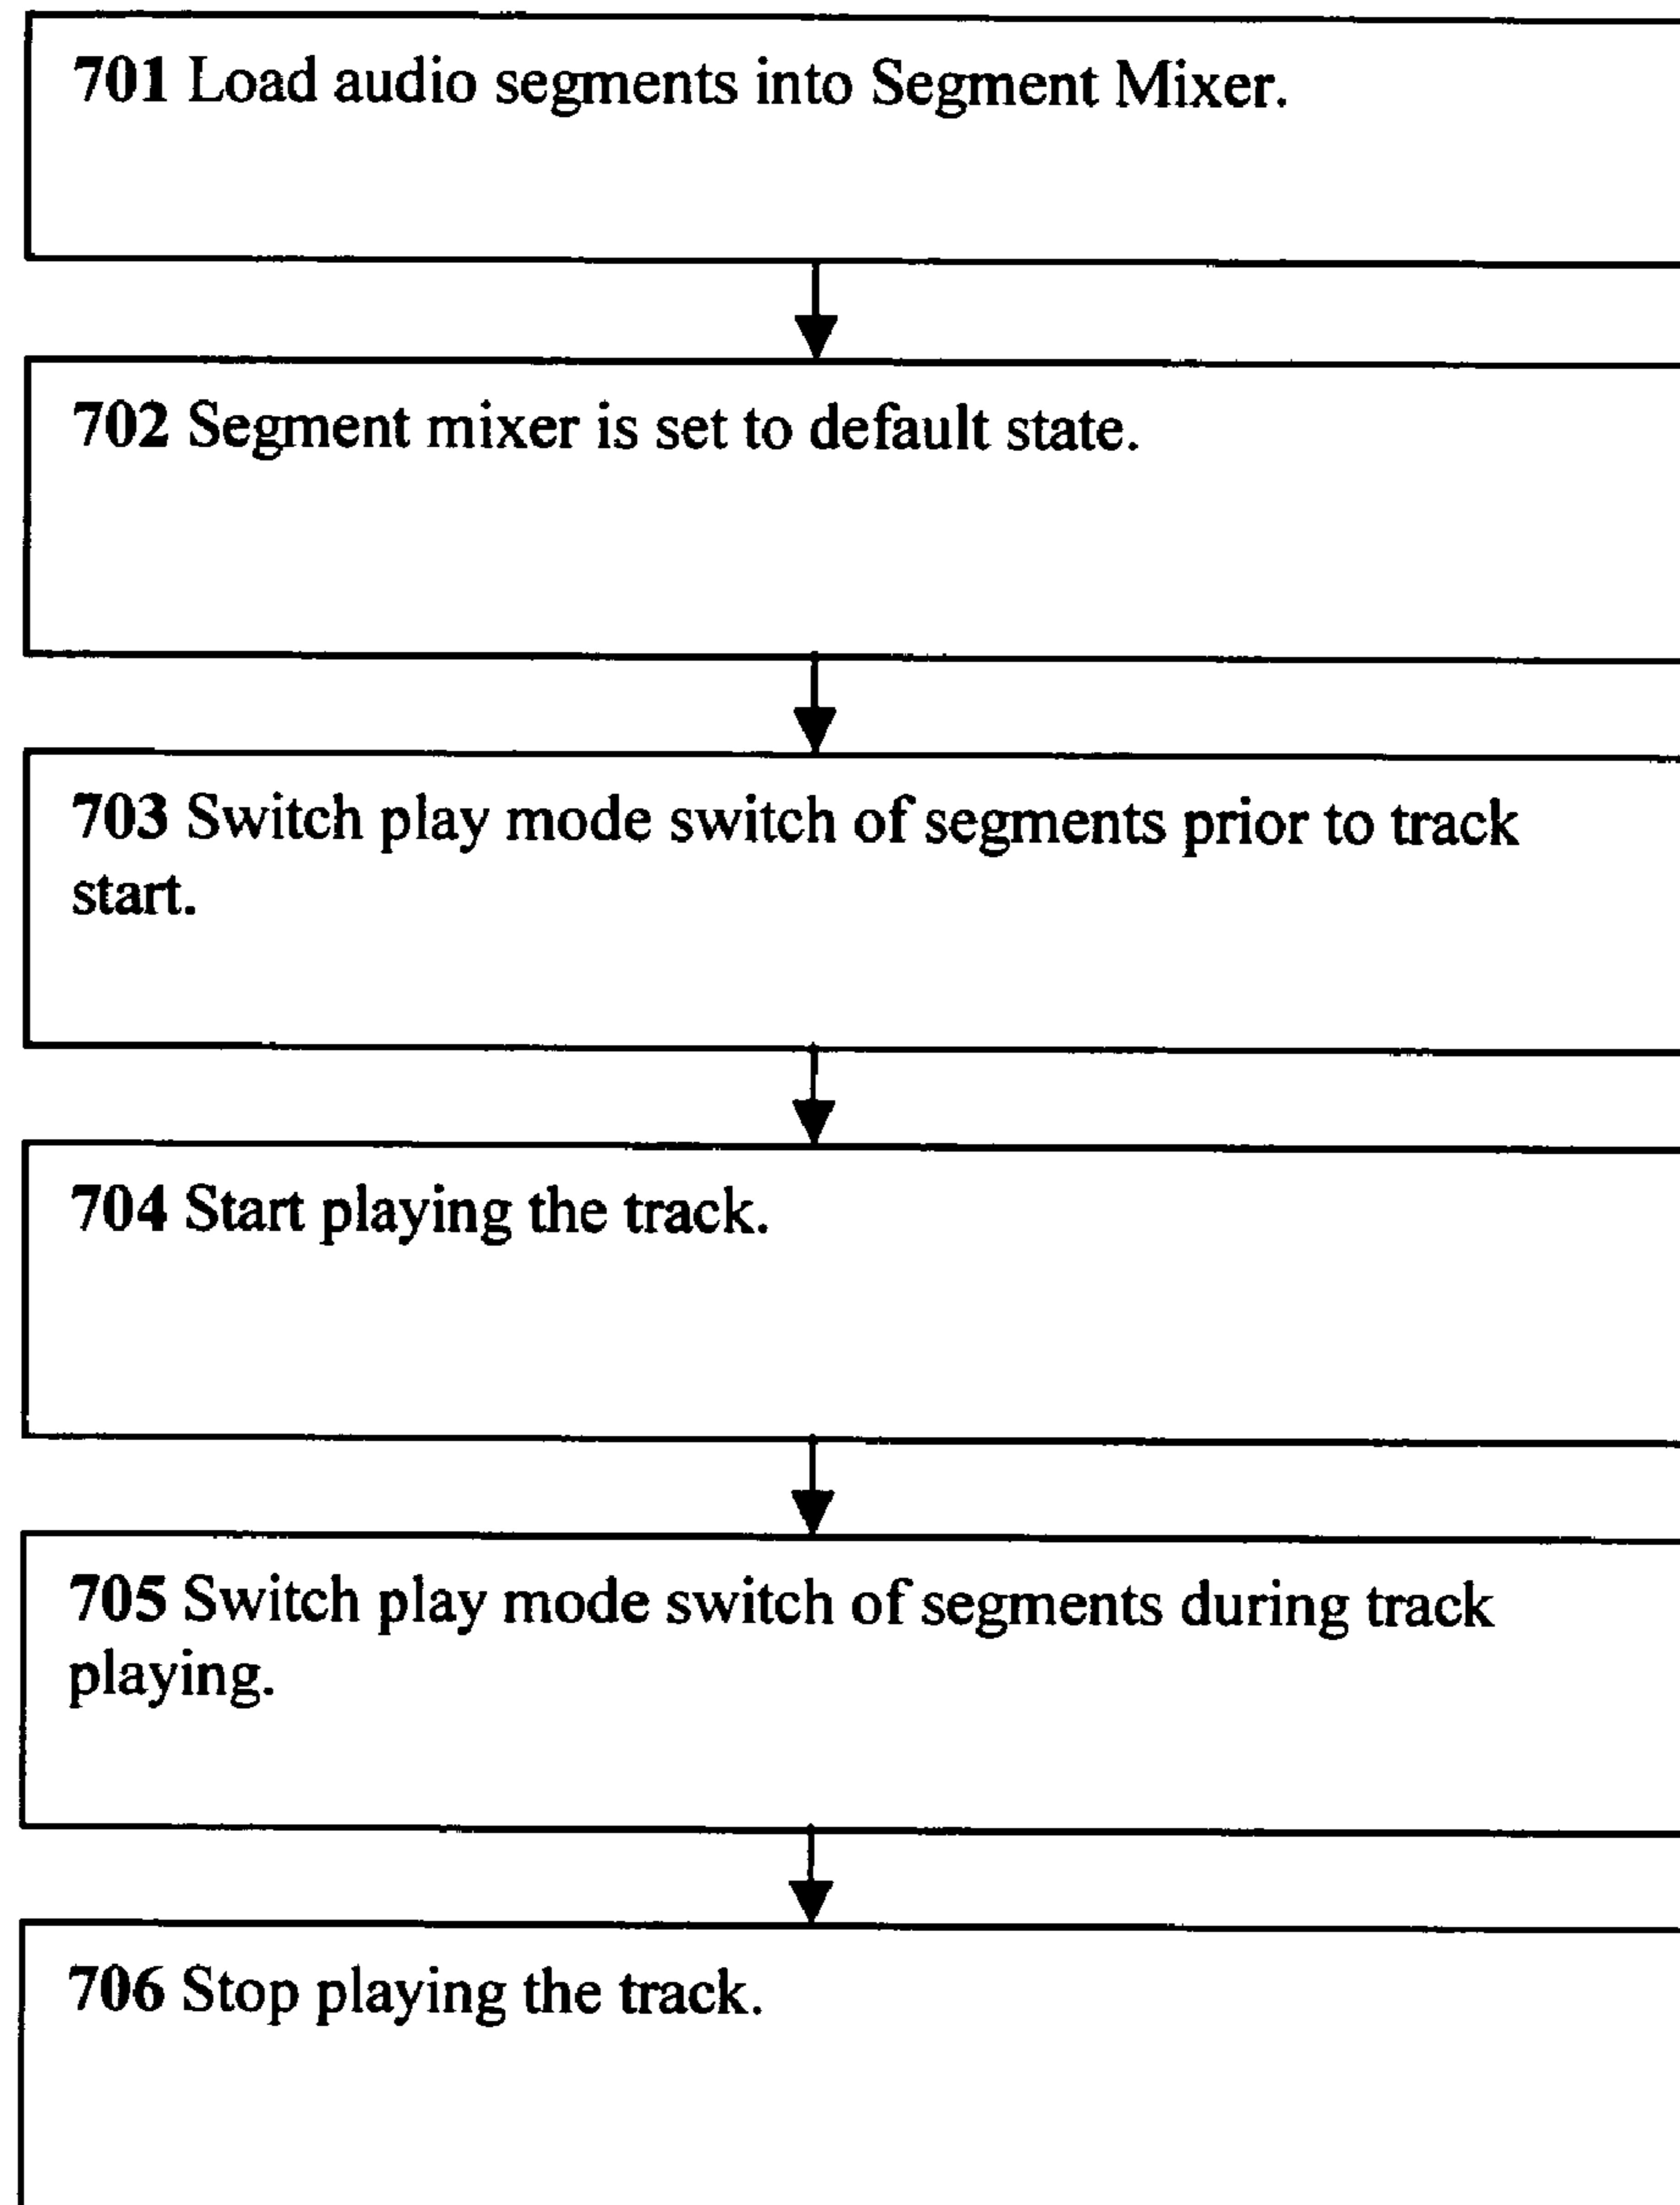 701 Load audio segments into Segment Mixer.
702 Segment mixer is set to default state.
703 Switch play mode switch of segments prior to track
start.
704 Start playing the track.
705 Switch play mode switch of segments during track
playing.
706 Stop playing the track.